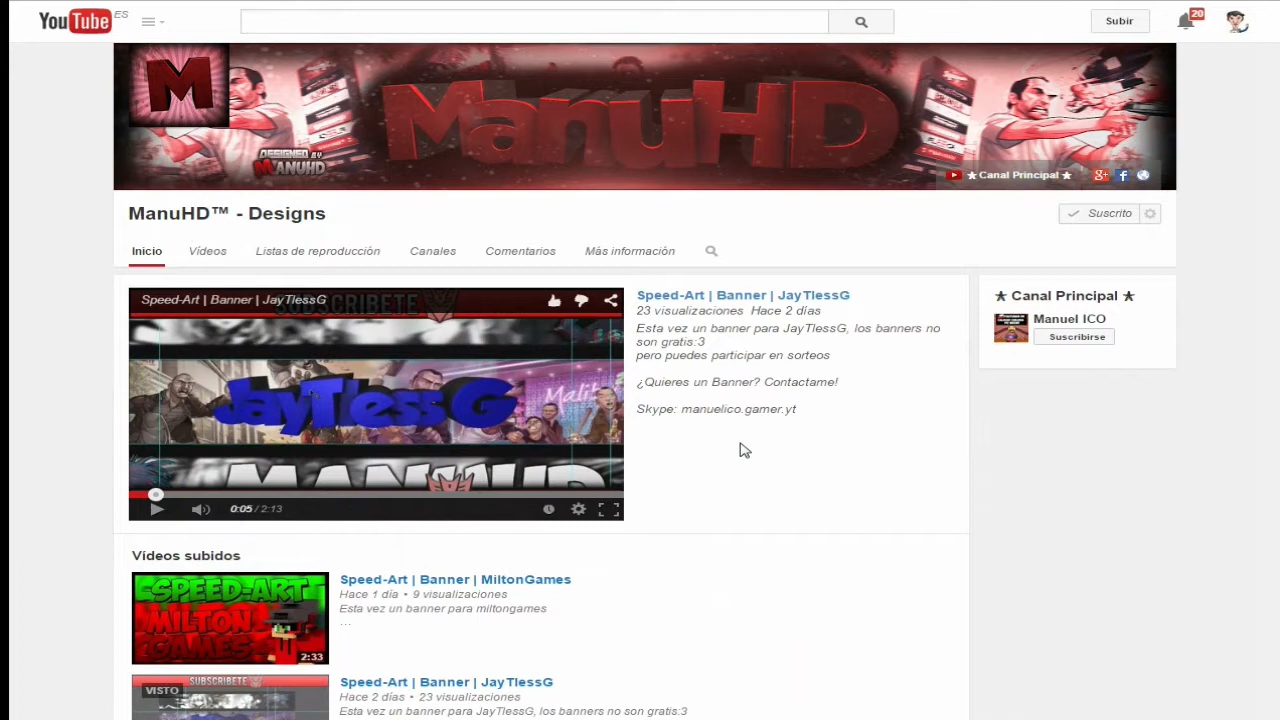 YouTube ES
Subir
20
M
ManuHD
DESIGNED BY
MANUHD
★ Canal Principal ★
ManuHD™ - Designs
Suscrito
Inicio
Vídeos
Listas de reproducción
Canales
Comentarios
Más información
Speed-Art | Banner | JayTlessG
SUBSCRIBETE
JayTlessG
Malib
MANUHD
0:05 / 2:13
Speed-Art | Banner | JayTlessG
23 visualizaciones Hace 2 días
Esta vez un banner para JayTlessG, los banners no
son gratis:3
pero puedes participar en sorteos
¿Quieres un Banner? Contactame!
Skype: manuelico.gamer.yt
★ Canal Principal ★
Manuel ICO
Suscribirse
Vídeos subidos
SPEED-ART
MILTON
GAMES
2:33
Speed-Art | Banner | MiltonGames
Hace 1 día • 9 visualizaciones
Esta vez un banner para miltongames
...
SUBSCRIBETE
VISTO
Speed-Art | Banner | JayTlessG
Hace 2 días • 23 visualizaciones
Esta vez un banner para JayTlessG, los banners no son gratis:3